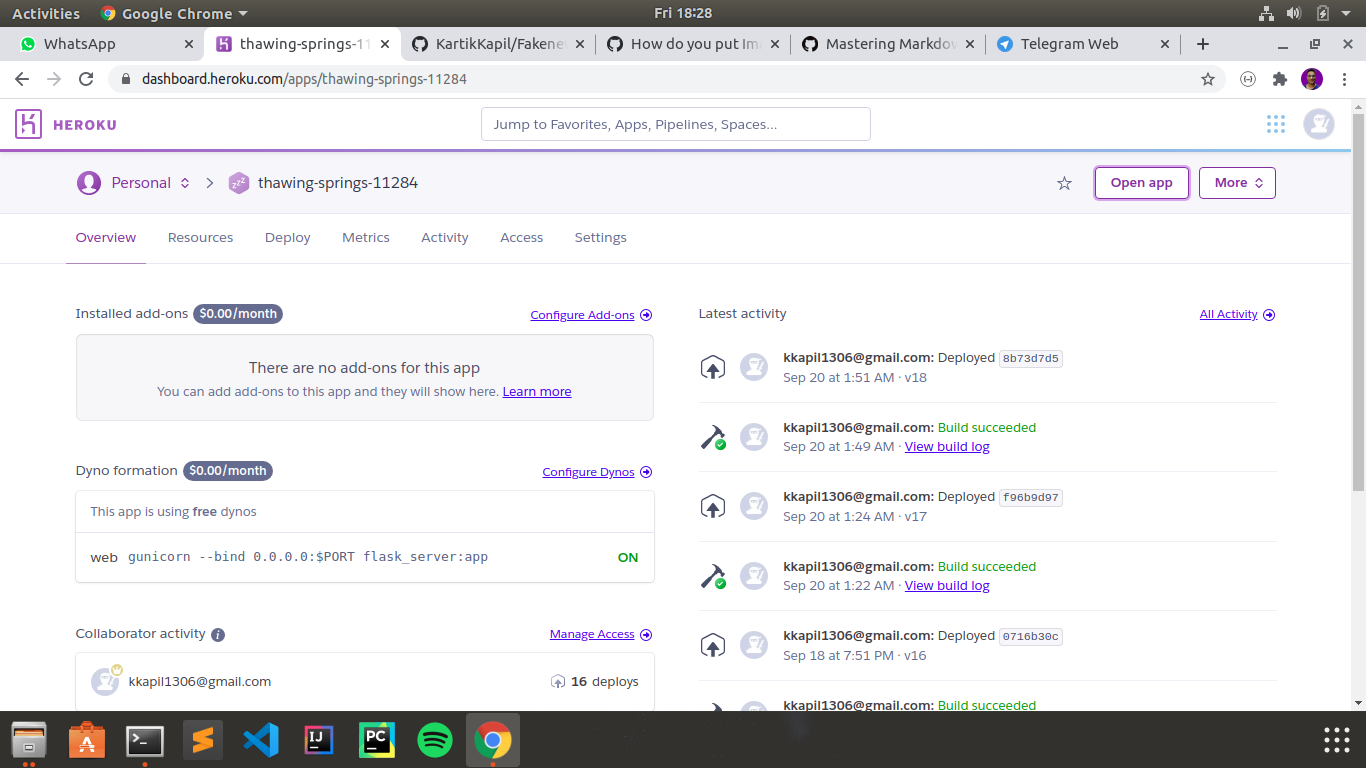 Activities Google Chrome Fri 18:28
WhatsApp thawing-springs-11 KartikKapil/Fakene How do you put Im Mastering Markdow Telegram Web
dashboard.heroku.com/apps/thawing-springs-11284
HEROKU Jump to Favorites, Apps, Pipelines, Spaces...
Personal thawing-springs-11284 Open app More
Overview Resources Deploy Metrics Activity Access Settings
Installed add-ons $0.00/month Configure Add-ons
There are no add-ons for this app
You can add add-ons to this app and they will show here. Learn more
Dyno formation $0.00/month Configure Dynos
This app is using free dynos
web gunicorn --bind 0.0.0.0:$PORT flask_server:app ON
Collaborator activity Manage Access
kkapil1306@gmail.com 16 deploys
Latest activity All Activity
kkapil1306@gmail.com: Deployed 8b73d7d5
Sep 20 at 1:51 AM · v18
kkapil1306@gmail.com: Build succeeded
Sep 20 at 1:49 AM · View build log
kkapil1306@gmail.com: Deployed f96b9d97
Sep 20 at 1:24 AM · v17
kkapil1306@gmail.com: Build succeeded
Sep 20 at 1:22 AM · View build log
kkapil1306@gmail.com: Deployed 0716b30c
Sep 18 at 7:51 PM · v16
kkapil1306@gmail.com: Build succeeded